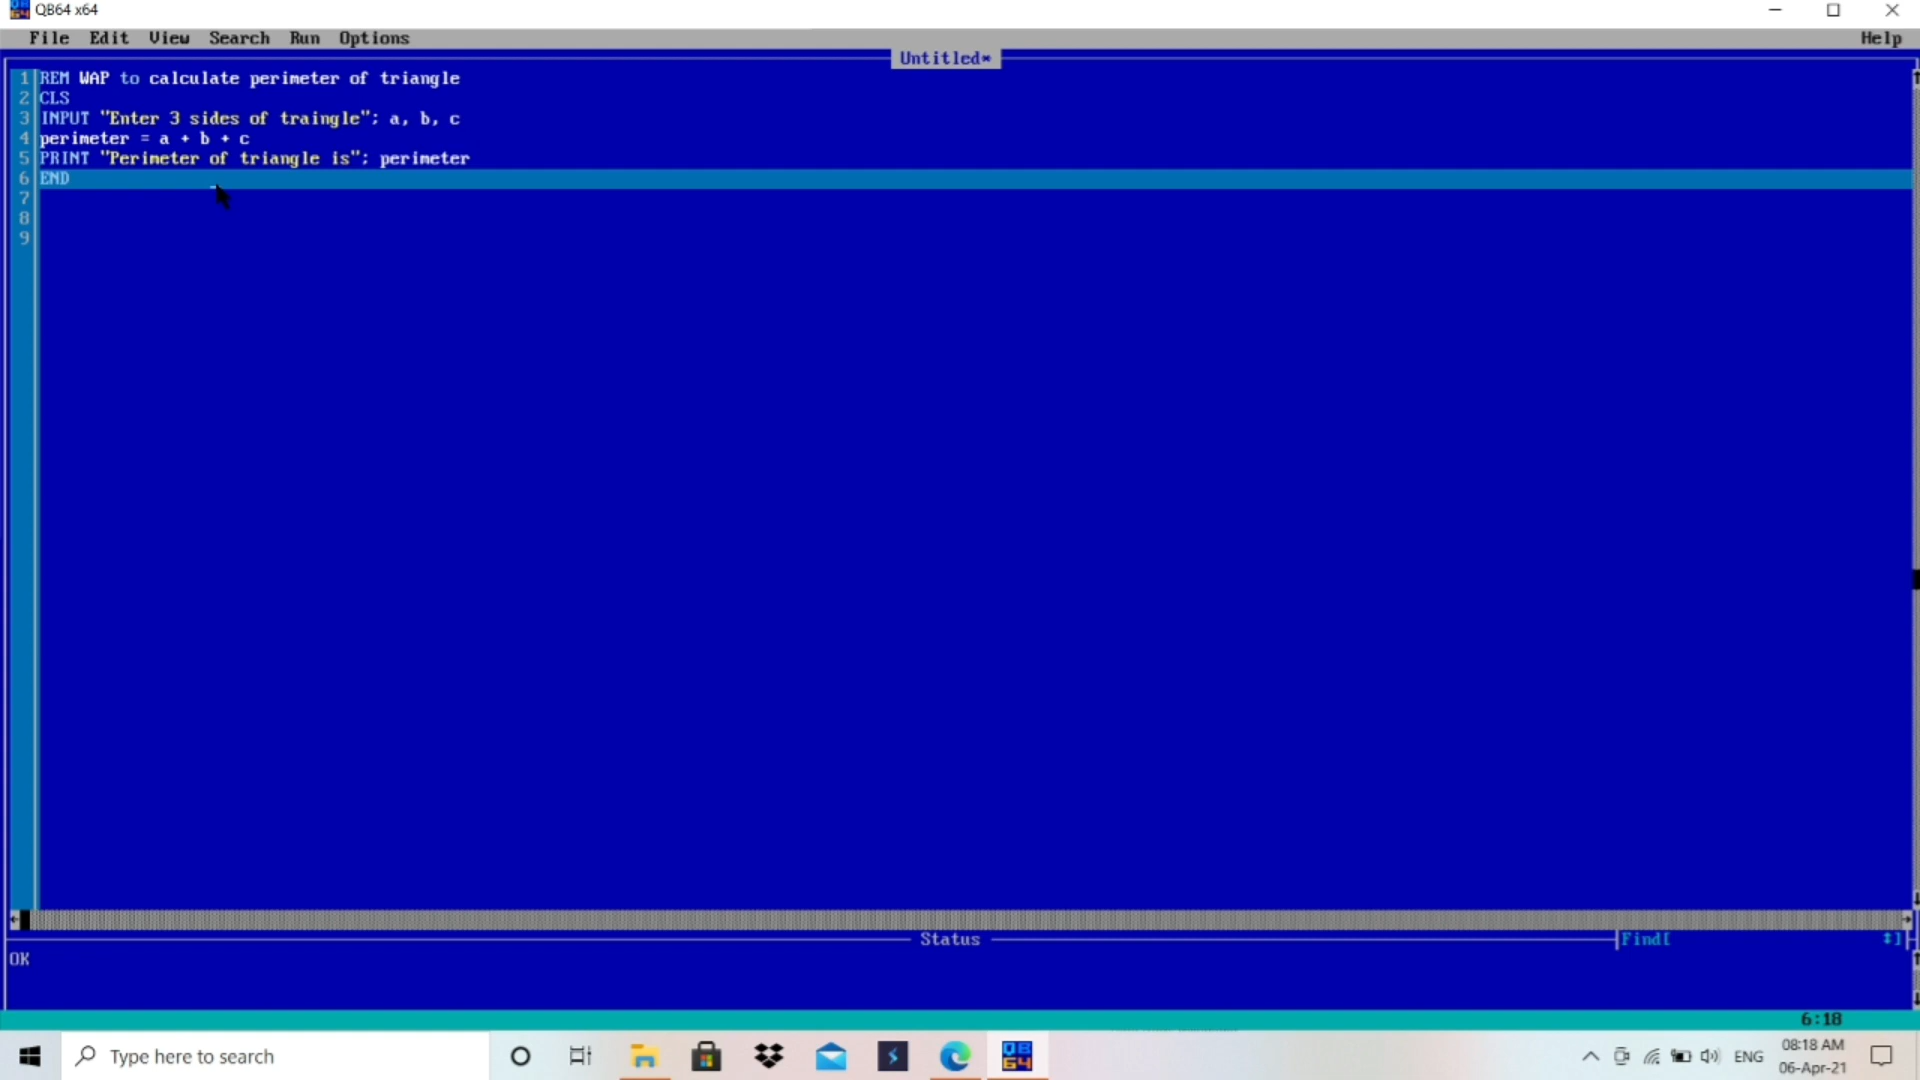 QB64 x64
File Edit View Search Run Options Help
Untitled*
1 REM WAP to calculate perimeter of triangle
2 CLS
3 INPUT "Enter 3 sides of traingle"; a, b, c
4 perimeter = a + b + c
5 PRINT "Perimeter of triangle is"; perimeter
6 END
7
8
9
Status Find[ ]
OK
6:18
Type here to search
QB 64
ENG
08:18 AM
06-Apr-21